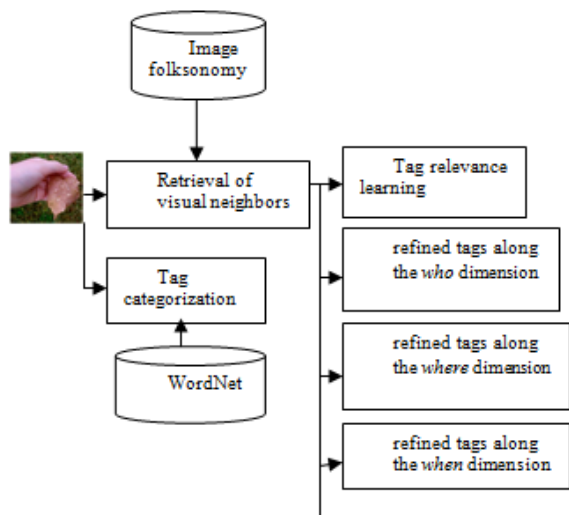 Image
folksonomy
Retrieval of
visual neighbors
Tag relevance
learning
Tag
categorization
WordNet
refined tags along
the who dimension
refined tags along
the where dimension
refined tags along
the when dimension